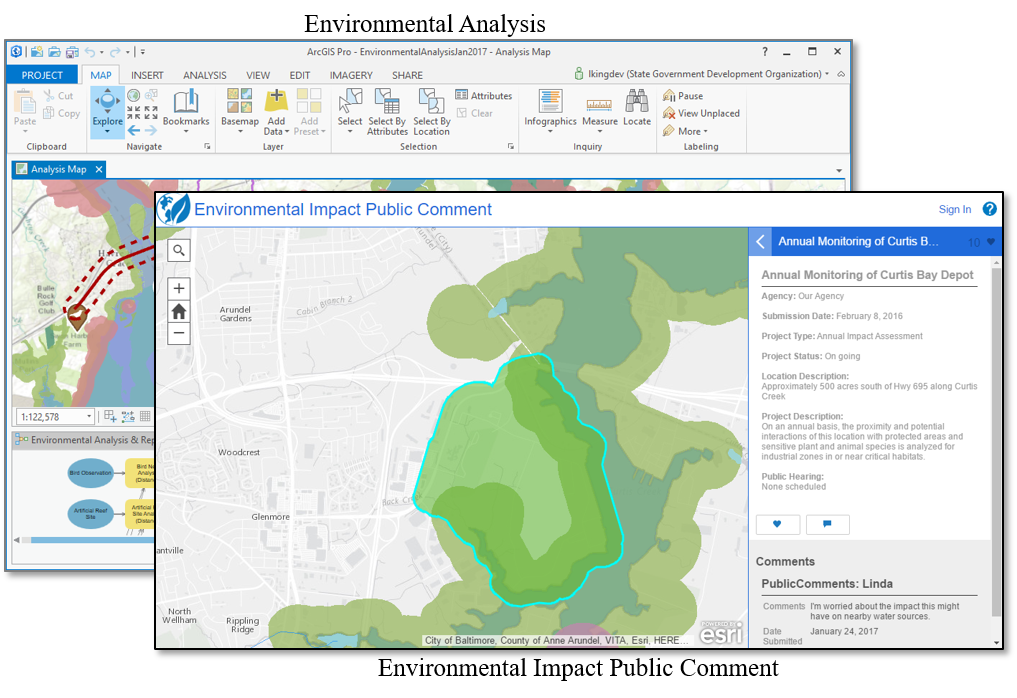 Environmental Analysis
ArcGIS Pro - EnvironmentalAnalysisJan2017 - Analysis Map
?
PROJECT MAP INSERT ANALYSIS VIEW EDIT IMAGERY SHARE
lkingdev (State Government Development Organization)
Paste
Cut
Copy
Clipboard
Explore
Bookmarks
Navigate
Basemap
Add Data
Add Preset
Layer
Select
Select By Attributes
Select By Location
Attributes
Clear
Selection
Infographics
Measure
Locate
Inquiry
Pause
View Unplaced
More
Labeling
Analysis Map
Bulle
Rock
Golf
Club
Farm
1:122,578
Environmental Analysis & Rep
Bird Observation
Bird Ne
Analys
(Distan
Artificial Reef
Site
Artificial R
Site Anal
(Distan
Environmental Impact Public Comment
Sign In
?
+
−
Arundel
Gardens
Cabin Branch 2
Woodcrest
Glenmore
Back Cre
antville
North
Wellham
Rippling
Ridge
City of Baltimore, County of Anne Arundel, VITA, Esri, HERE...
POWERED BY
esri
Annual Monitoring of Curtis B...
10
Annual Monitoring of Curtis Bay Depot
Agency: Our Agency
Submission Date: February 8, 2016
Project Type: Annual Impact Assessment
Project Status: On going
Location Description:
Approximately 500 acres south of Hwy 695 along Curtis
Creek
Project Description:
On an annual basis, the proximity and potential
interactions of this location with protected areas and
sensitive plant and animal species is analyzed for
industrial zones in or near critical habitats.
Public Hearing:
None scheduled
Comments
PublicComments: Linda
Comments I'm worried about the impact this might
have on nearby water sources.
Date January 24, 2017
Submitted
Environmental Impact Public Comment